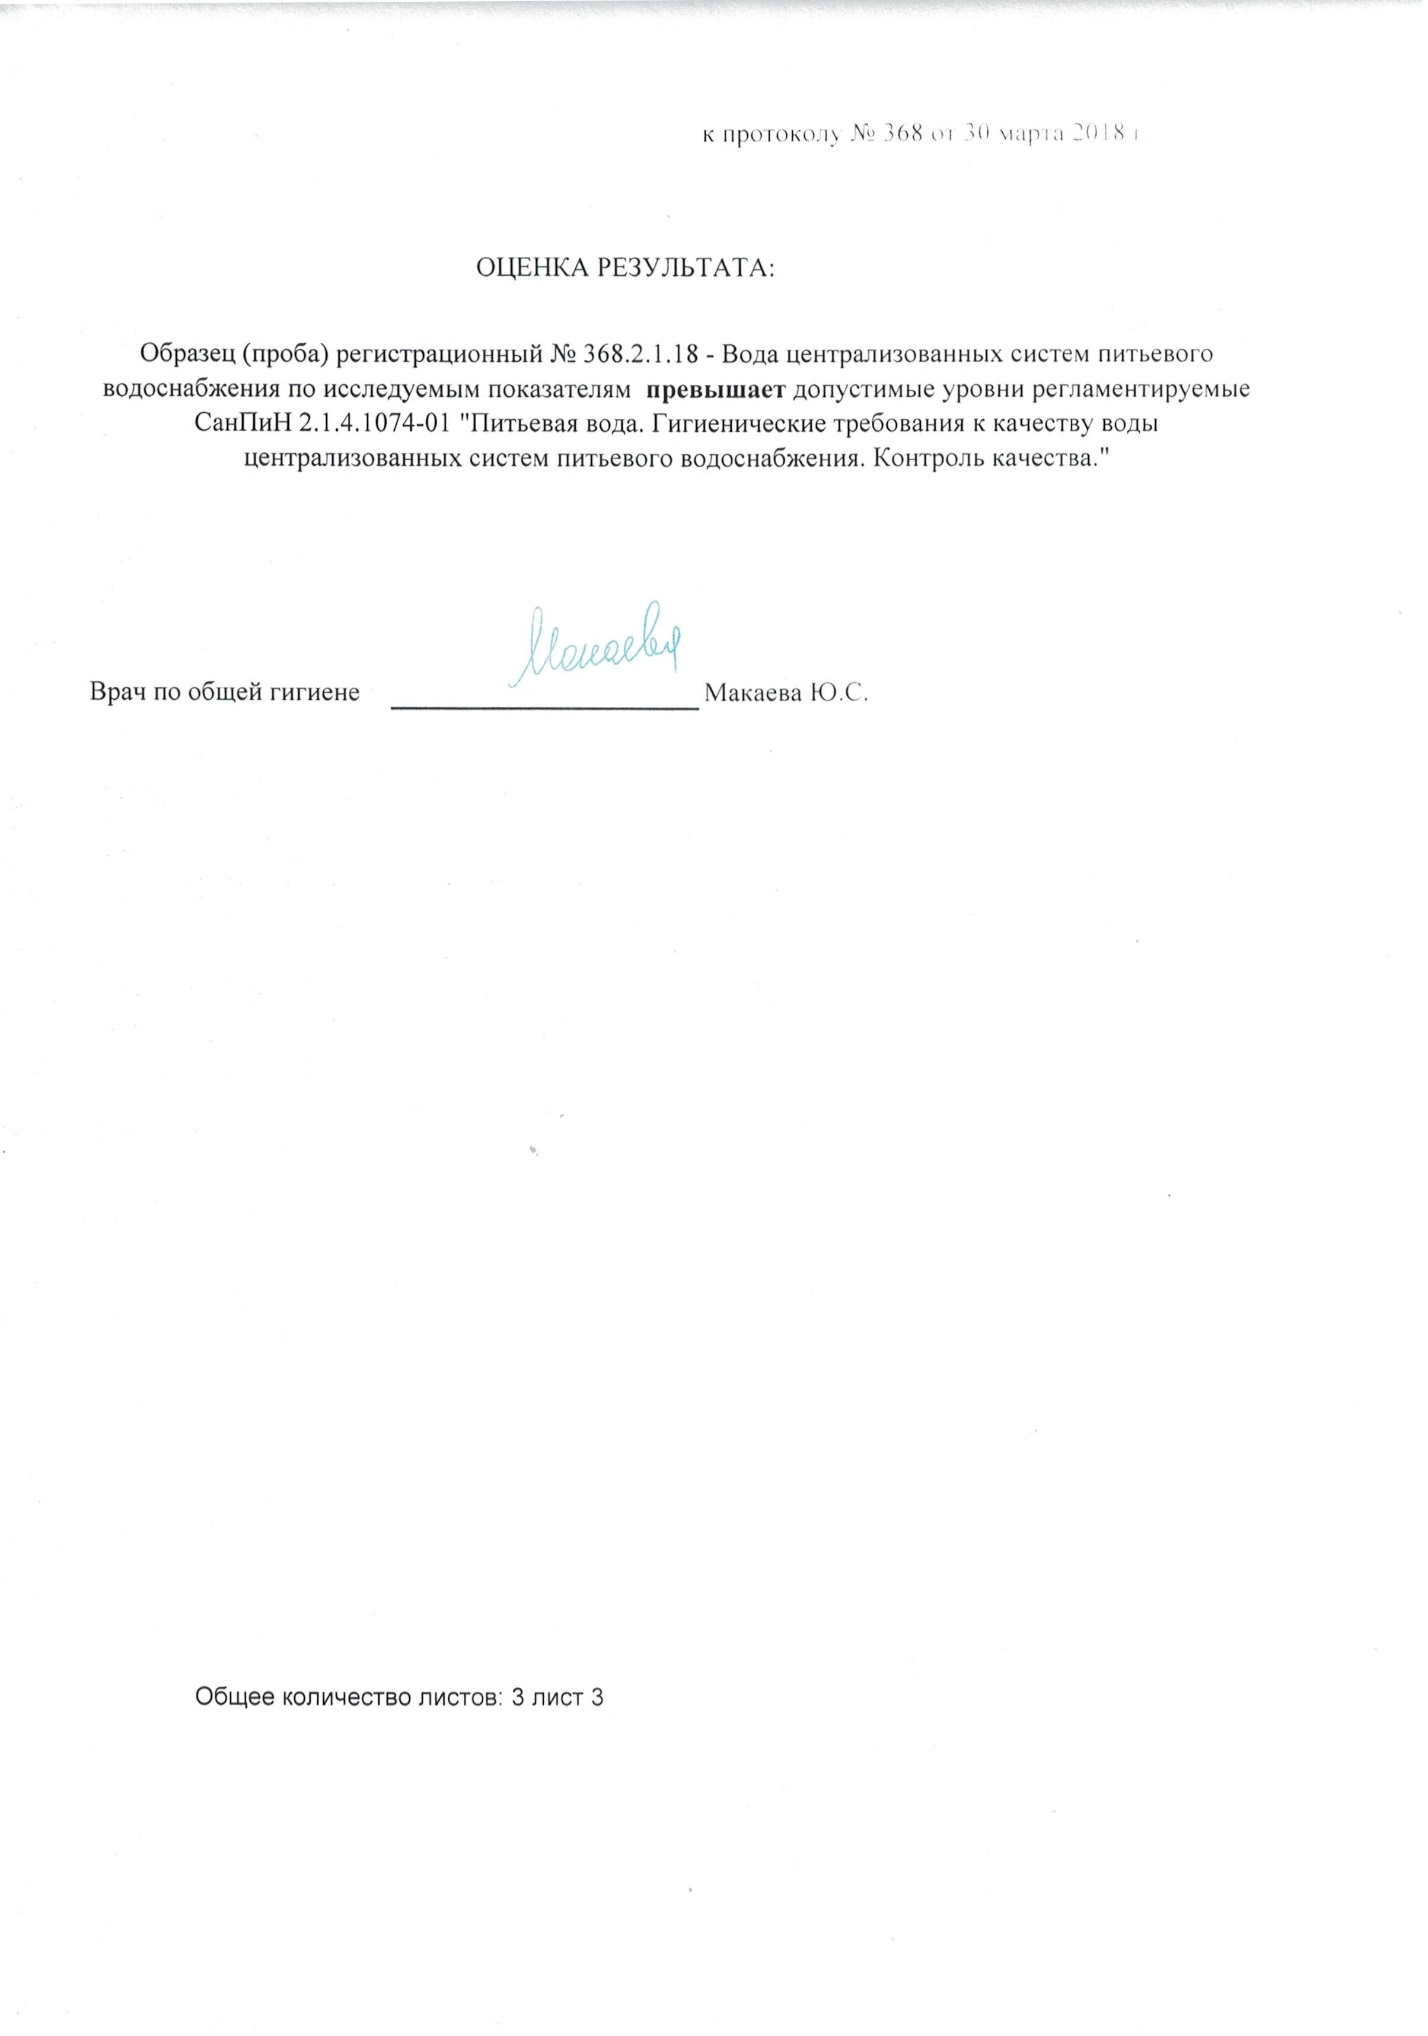 к протоколу № 368 от 30 марта 2018 г
ОЦЕНКА РЕЗУЛЬТАТА:
Образец (проба) регистрационный № 368.2.1.18 - Вода централизованных систем питьевого
водоснабжения по исследуемым показателям превышает допустимые уровни регламентируемые
СанПиН 2.1.4.1074-01 "Питьевая вода. Гигиенические требования к качеству воды
централизованных систем питьевого водоснабжения. Контроль качества."
Макаева
Врач по общей гигиене Макаева Ю.С.
Общее количество листов: 3 лист 3